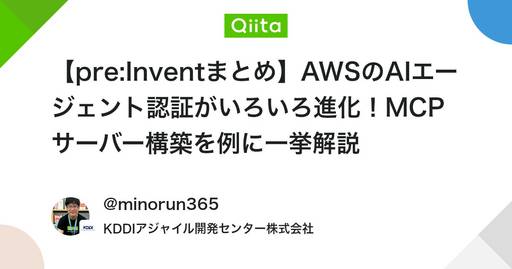 Qiita
【pre:Inventまとめ】AWSのAIエー
ジェント認証がいろいろ進化！MCP
サーバー構築を例に一挙解説
@minorun365
KDDIアジャイル開発センター株式会社